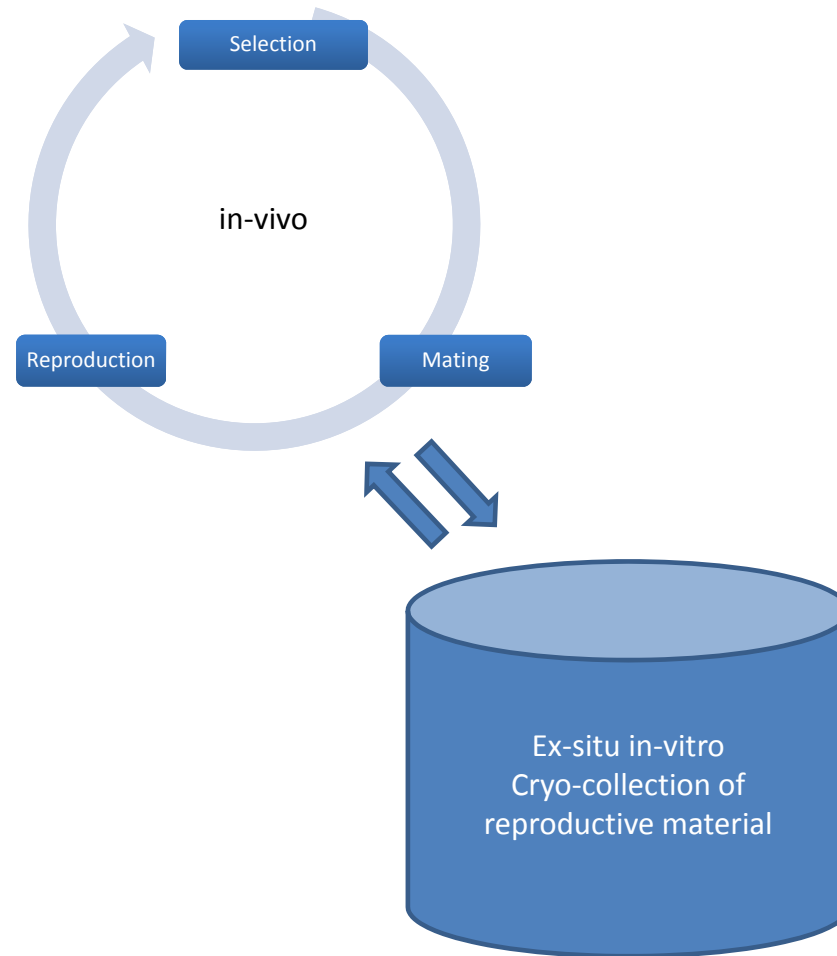 Selection
in-vivo
Reproduction
Mating
Ex-situ in-vitro
Cryo-collection of
reproductive material